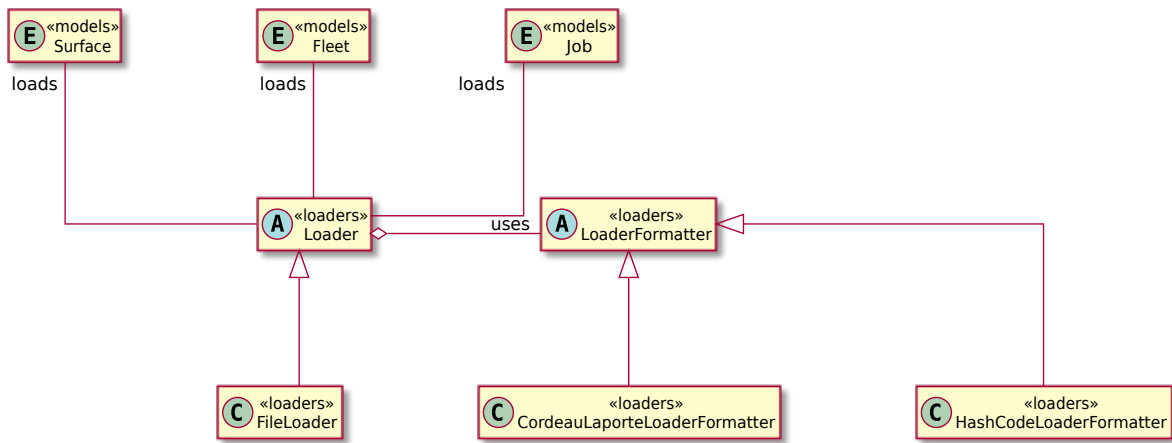 E «models» Surface
E «models» Fleet
E «models» Job
loads
loads
loads
A «loaders» Loader
uses
A «loaders» LoaderFormatter
C «loaders» FileLoader
C «loaders» CordeauLaporteLoaderFormatter
C «loaders» HashCodeLoaderFormatter